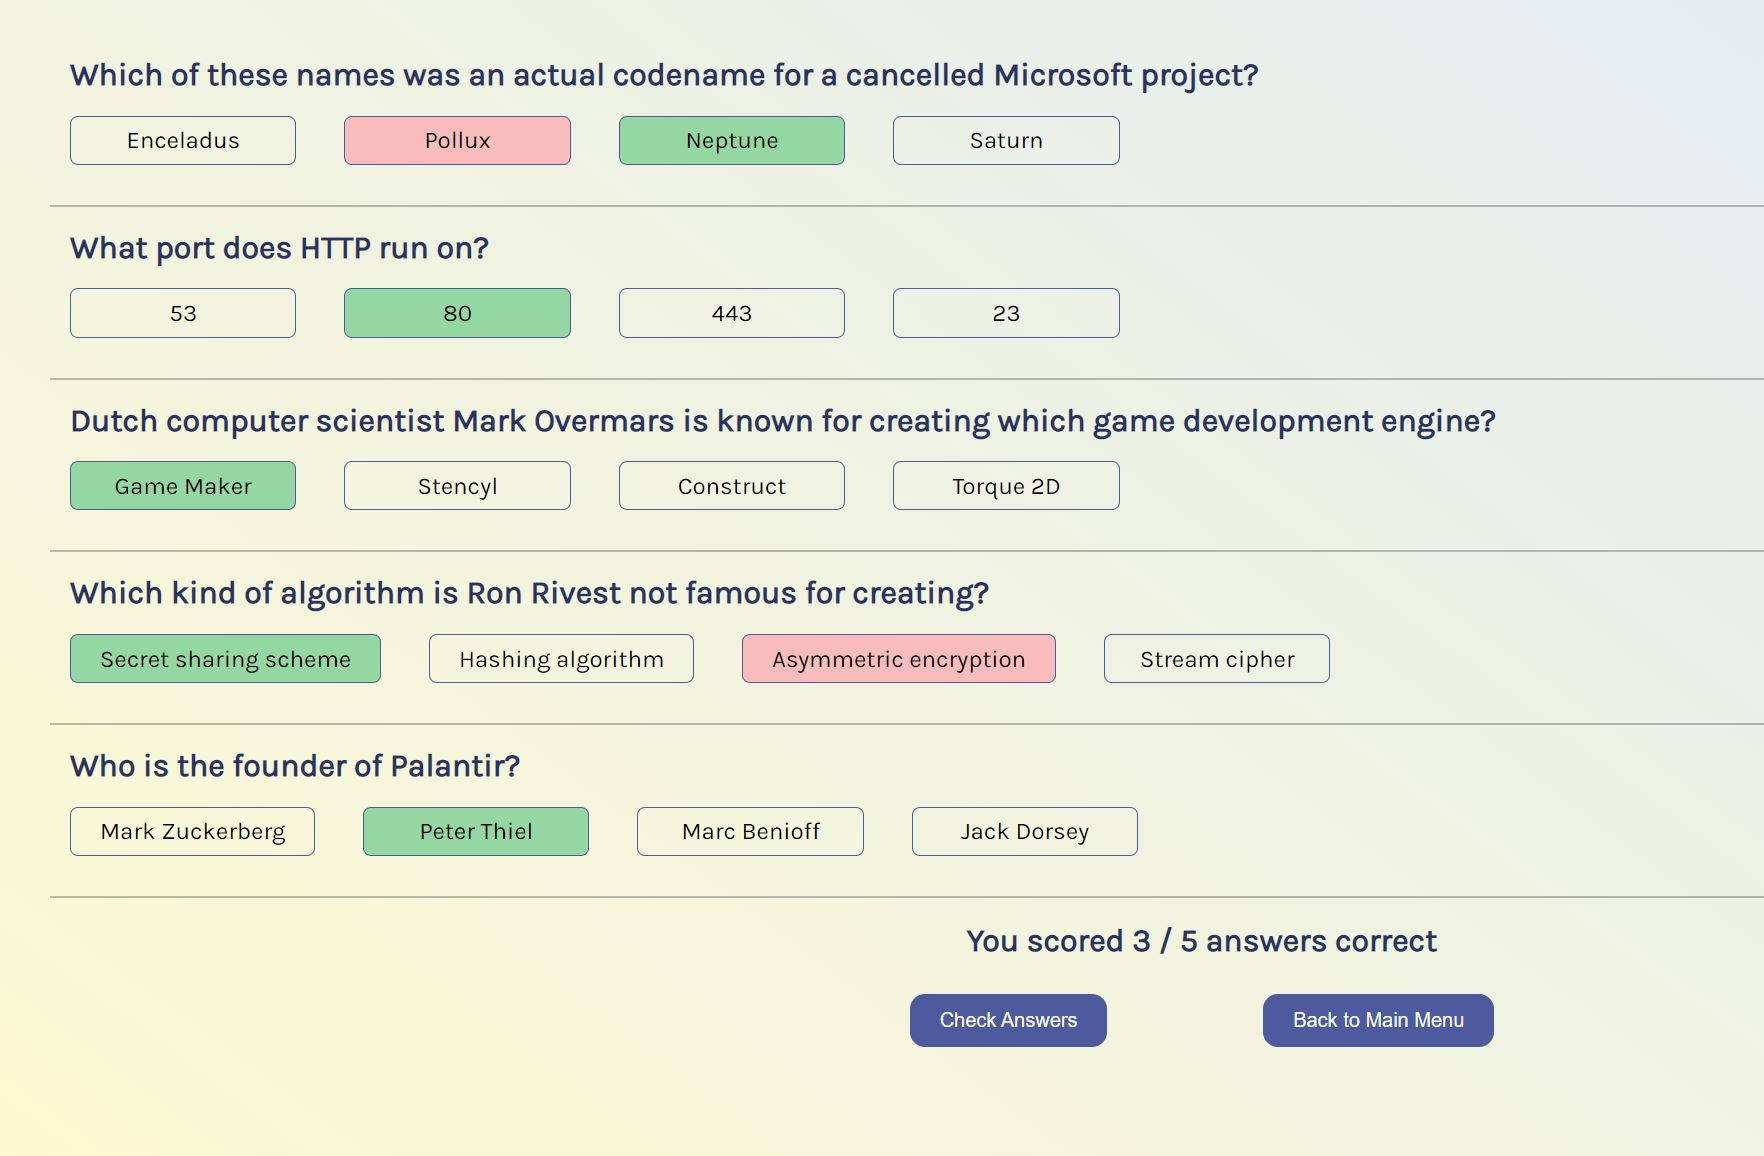 Which of these names was an actual codename for a cancelled Microsoft project?
Enceladus Pollux Neptune Saturn
What port does HTTP run on?
53 80 443 23
Dutch computer scientist Mark Overmars is known for creating which game development engine?
Game Maker Stencyl Construct Torque 2D
Which kind of algorithm is Ron Rivest not famous for creating?
Secret sharing scheme Hashing algorithm Asymmetric encryption Stream cipher
Who is the founder of Palantir?
Mark Zuckerberg Peter Thiel Marc Benioff Jack Dorsey
You scored 3 / 5 answers correct
Check Answers Back to Main Menu